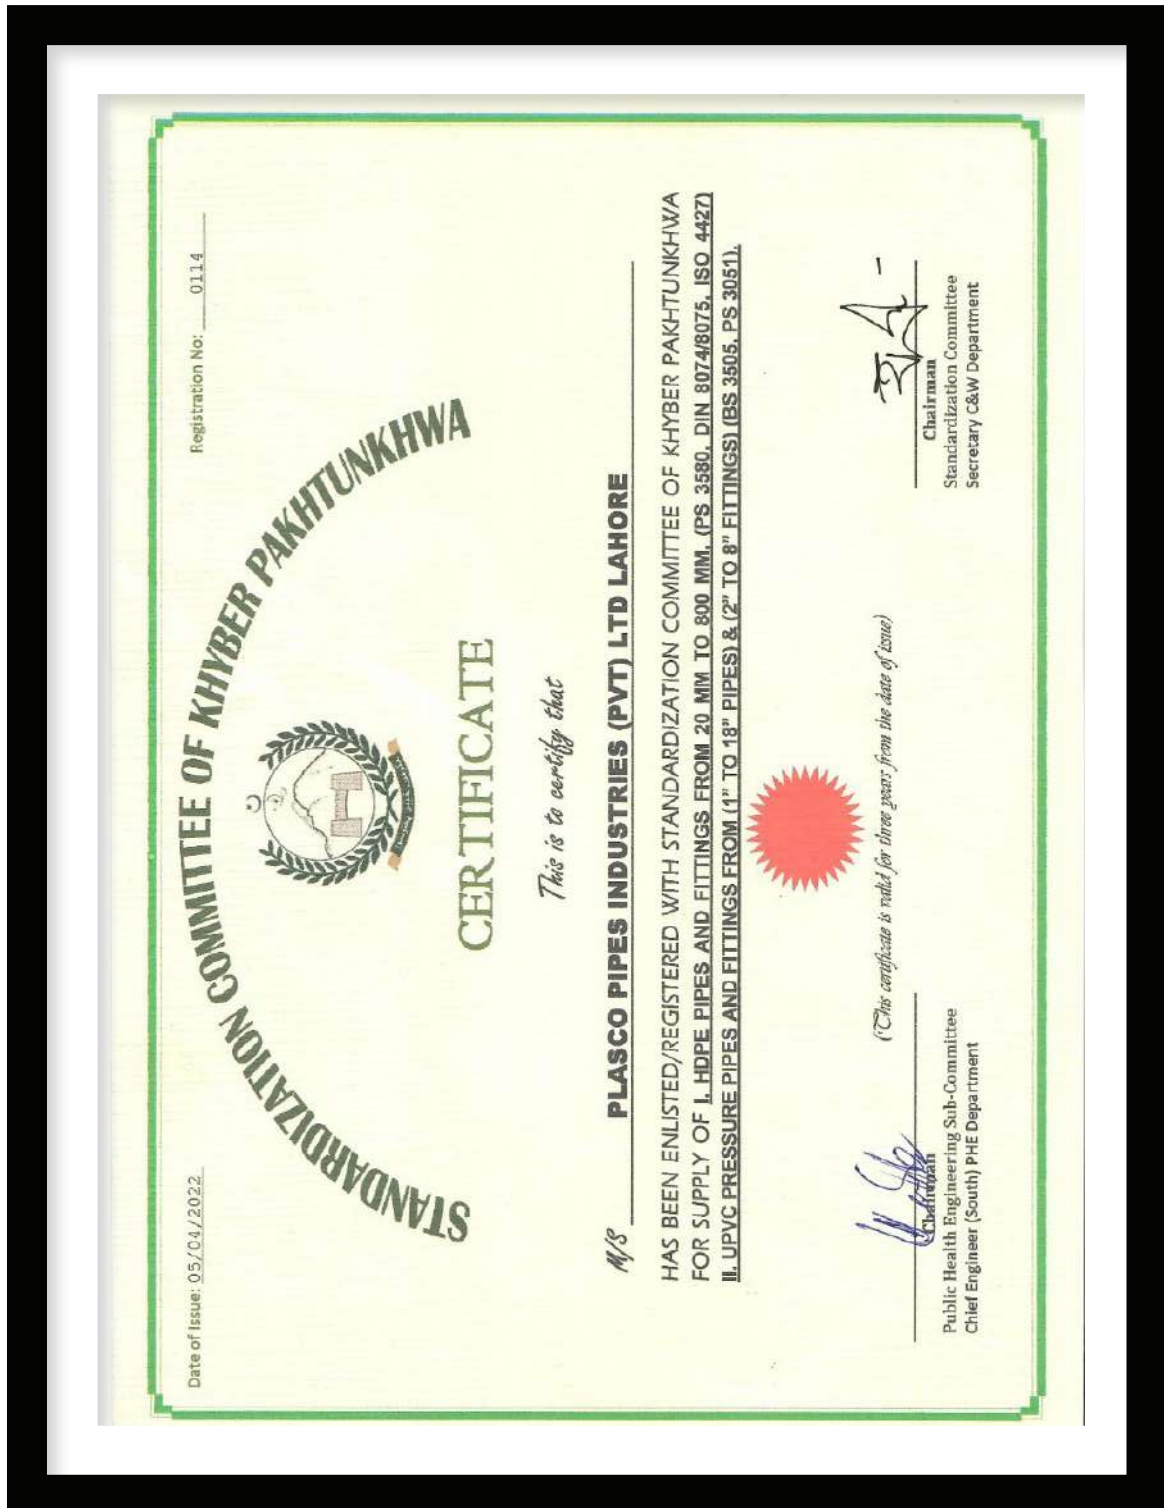 Date of Issue: 05/04/2022
Registration No: 0114
STANDARDIZATION COMMITTEE OF KHYBER PAKHTUNKHWA
CERTIFICATE
This is to certify that
M/S PLASCO PIPES INDUSTRIES (PVT) LTD LAHORE
HAS BEEN ENLISTED/REGISTERED WITH STANDARDIZATION COMMITTEE OF KHYBER PAKHTUNKHWA
FOR SUPPLY OF I. HDPE PIPES AND FITTINGS FROM 20 MM TO 800 MM. (PS 3580, DIN 8074/8075, ISO 4427)
II. UPVC PRESSURE PIPES AND FITTINGS FROM (1" TO 18" PIPES) & (2" TO 8" FITTINGS) (BS 3505, PS 3051).
(This certificate is valid for three years from the date of issue)
Chairman
Public Health Engineering Sub-Committee
Chief Engineer (South) PHE Department
Chairman
Standardization Committee
Secretary C&W Department